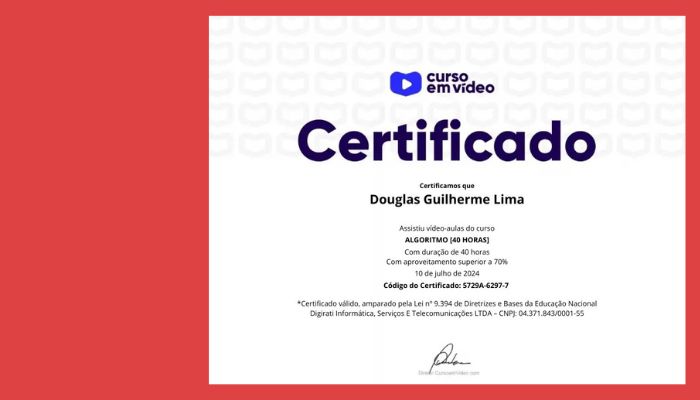 curso
em vídeo
Certificado
Certificamos que
Douglas Guilherme Lima
Assistiu vídeo-aulas do curso
ALGORITMO [40 HORAS]
Com duração de 40 horas
Com aproveitamento superior a 70%
10 de julho de 2024
Código do Certificado: 5729A-6297-7
*Certificado válido, amparado pela Lei n° 9.394 de Diretrizes e Bases da Educação Nacional
Digirati Informática, Serviços E Telecomunicações LTDA – CNPJ: 04.371.843/0001-55
Diretor CursoemVideo.com